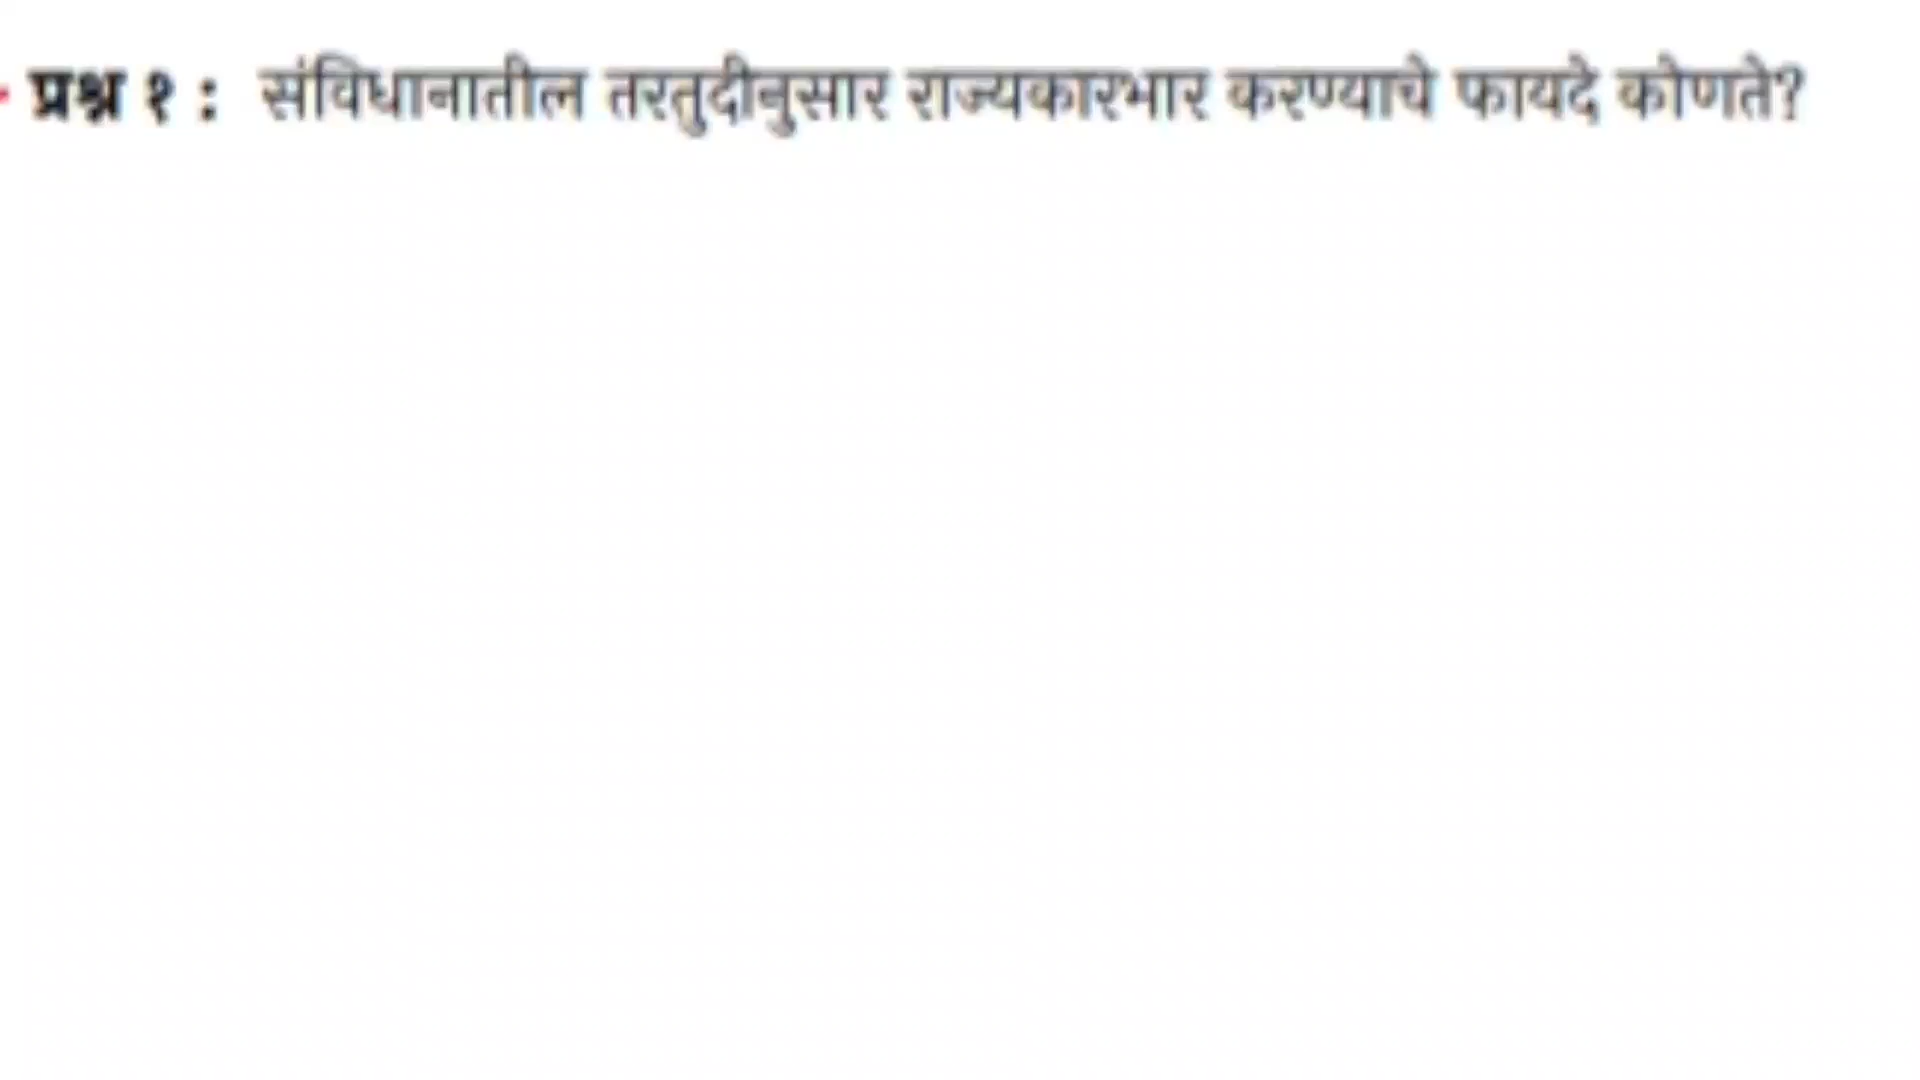 प्रश्न १ : संविधानातील तरतुदीनुसार राज्यकारभार करण्याचे फायदे कोणते?